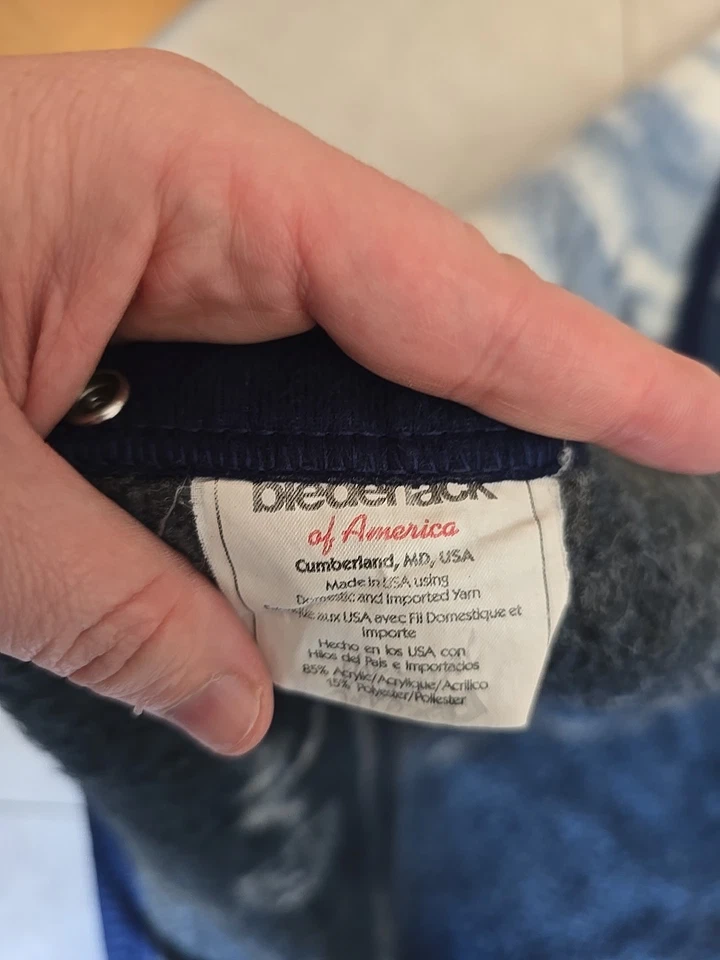 biederlack
of America
Cumberland, MD, USA
Made in USA using
Domestic and Imported Yarn
aux USA avec Fil Domestique et
Importe
Hecho en los USA con
Hilos del Pais e Importados
85% Acrylic/Acrylique/Acrilico
15% Polyester/Poliester